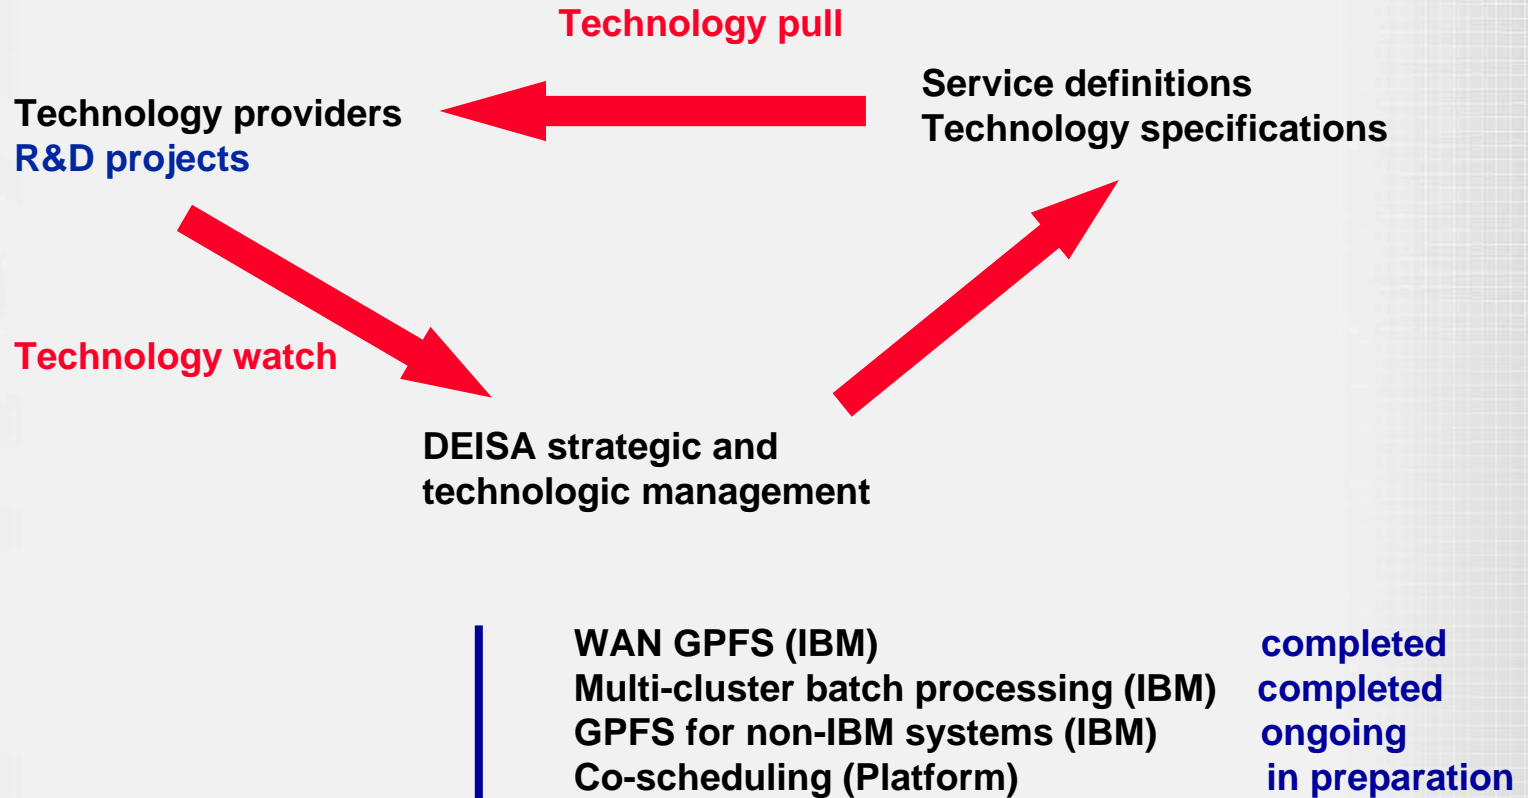 Technology pull
Technology providers
R&D projects
Service definitions
Technology specifications
Technology watch
DEISA strategic and
technologic management
WAN GPFS (IBM) completed
Multi-cluster batch processing (IBM) completed
GPFS for non-IBM systems (IBM) ongoing
Co-scheduling (Platform) in preparation